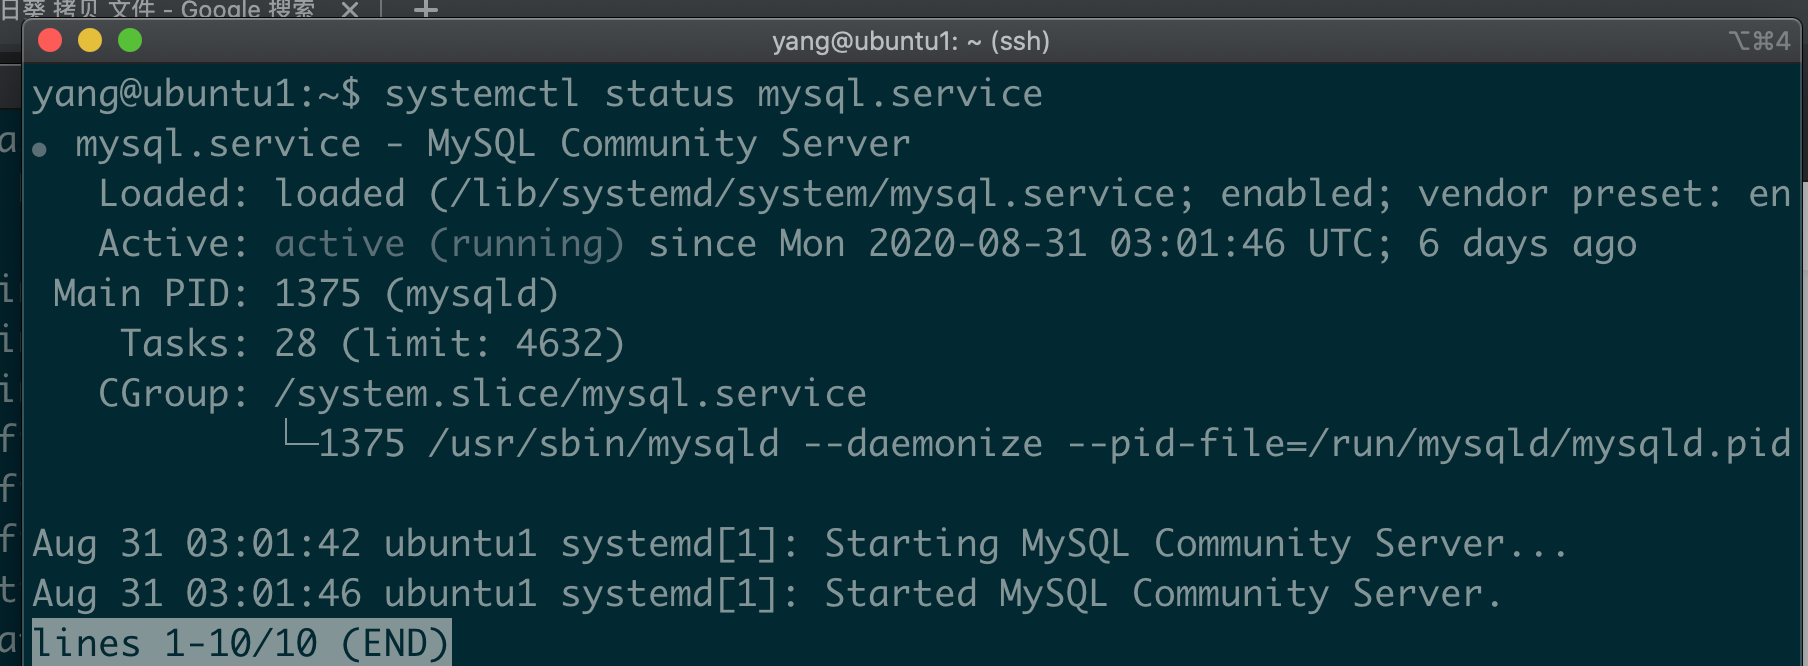 日葵 拷贝 文件 - Google 搜索 × +
yang@ubuntu1: ~ (ssh) ⌥⌘4
yang@ubuntu1:~$ systemctl status mysql.service
● mysql.service - MySQL Community Server
Loaded: loaded (/lib/systemd/system/mysql.service; enabled; vendor preset: en
Active: active (running) since Mon 2020-08-31 03:01:46 UTC; 6 days ago
Main PID: 1375 (mysqld)
Tasks: 28 (limit: 4632)
CGroup: /system.slice/mysql.service
└─1375 /usr/sbin/mysqld --daemonize --pid-file=/run/mysqld/mysqld.pid
Aug 31 03:01:42 ubuntu1 systemd[1]: Starting MySQL Community Server...
Aug 31 03:01:46 ubuntu1 systemd[1]: Started MySQL Community Server.
lines 1-10/10 (END)